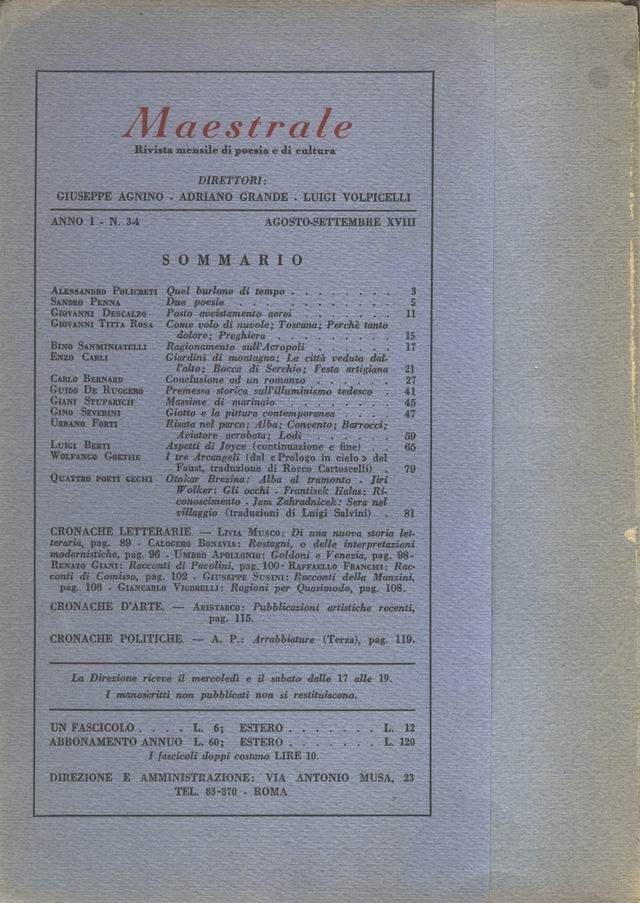 Maestrale
Rivista mensile di poesia e di cultura
DIRETTORI:
GIUSEPPE AGNINO - ADRIANO GRANDE - LUIGI VOLPICELLI
ANNO I - N. 3-4 AGOSTO-SETTEMBRE XVIII
SOMMARIO
ALESSANDRO POLICRETI Quel burlone di tempo . . . . . . . . . 3
SANDRO PENNA Due poesie . . . . . . . . . . . . 5
GIOVANNI DESCALZO Posto avvistamento aerei . . . . . . . . 11
GIOVANNI TITTA ROSA Come volo di nuvole; Toscana; Perchè tanto
dolore; Preghiera . . . . . . . . . . 15
BINO SANMINIATELLI Ragionamento sull'Acropoli . . . . . . . 17
ENZO CARLI Giardini di montagna; La città veduta dal-
l'alto; Bocca di Serchio; Festa artigiana 21
CARLO BERNARD Conclusione ad un romanzo . . . . . . . 27
GUIDO DE RUGGERO Premessa storica sull'illuminismo tedesco . 41
GIANI STUPARICH Massime di marinaio . . . . . . . . . 45
GINO SEVERINI Giotto e la pittura contemporanea . . . . . 47
URBANO FORTI Risata nel parco; Alba; Convento; Barrocci;
Aviatore acrobata; Lodi . . . . . . . . 59
LUIGI BERTI Aspetti di Joyce (continuazione e fine) . . 65
WOLFANGO GOETHE I tre Arcangeli (dal «Prologo in cielo» del
Faust, traduzione di Rocco Cartoscelli) . 79
QUATTRO POETI CECHI Otokar Brezina: Alba al tramonto - Jiri
Wolker: Gli occhi - Frantisek Halas: Ri-
conoscimento - Jam Zahradnicek: Sera nel
villaggio (traduzioni di Luigi Salvini) . 81
CRONACHE LETTERARIE. — LIVIA MUSCO: Di una nuova storia let-
teraria, pag. 89 - CALOGERO BONAVIA: Rostagni, o delle interpretazioni
modernistiche, pag. 96 - UMBRO APOLLONIO: Goldoni e Venezia, pag. 98-
RENATO GIANI: Racconti di Pavolini, pag. 100- RAFFAELLO FRANCHI: Rac-
conti di Comisso, pag. 102 - GIUSEPPE SUSINI: Racconti della Manzini,
pag. 106 - GIANCARLO VIGORELLI: Ragioni per Quasimodo, pag. 108.
CRONACHE D'ARTE. — ARISTARCO: Pubblicazioni artistiche recenti,
pag. 115.
CRONACHE POLITICHE. — A. P.: Arrabbiature (Terza), pag. 119.
La Direzione riceve il mercoledì e il sabato dalle 17 alle 19.
I manoscritti non pubblicati non si restituiscono.
UN FASCICOLO . . . . L. 6; ESTERO . . . . . . . L. 12
ABBONAMENTO ANNUO L. 60; ESTERO . . . . . . . L. 120
I fascicoli doppi costano LIRE 10.
DIREZIONE E AMMINISTRAZIONE: VIA ANTONIO MUSA, 23
TEL. 83-870 - ROMA